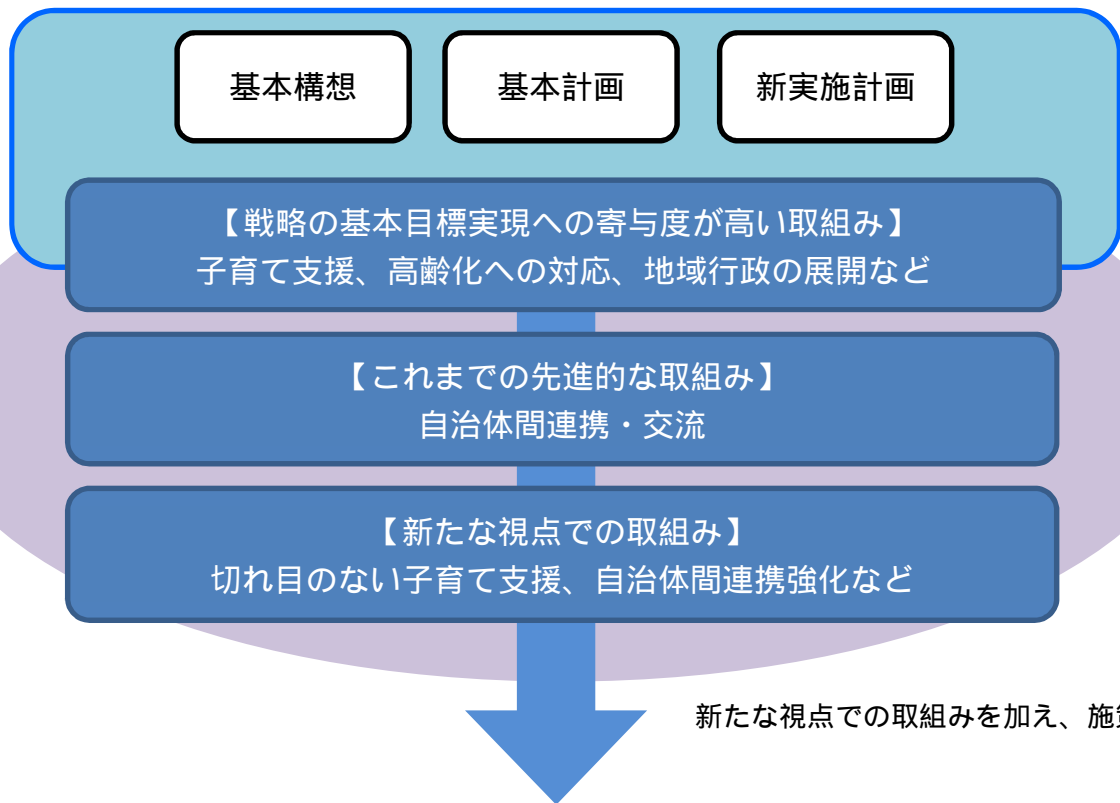 基本構想
基本計画
新実施計画
【戦略の基本目標実現への寄与度が高い取組み】
子育て支援、高齢化への対応、地域行政の展開など
【これまでの先進的な取組み】
自治体間連携・交流
【新たな視点での取組み】
切れ目のない子育て支援、自治体間連携強化など
新たな視点での取組みを加え、施